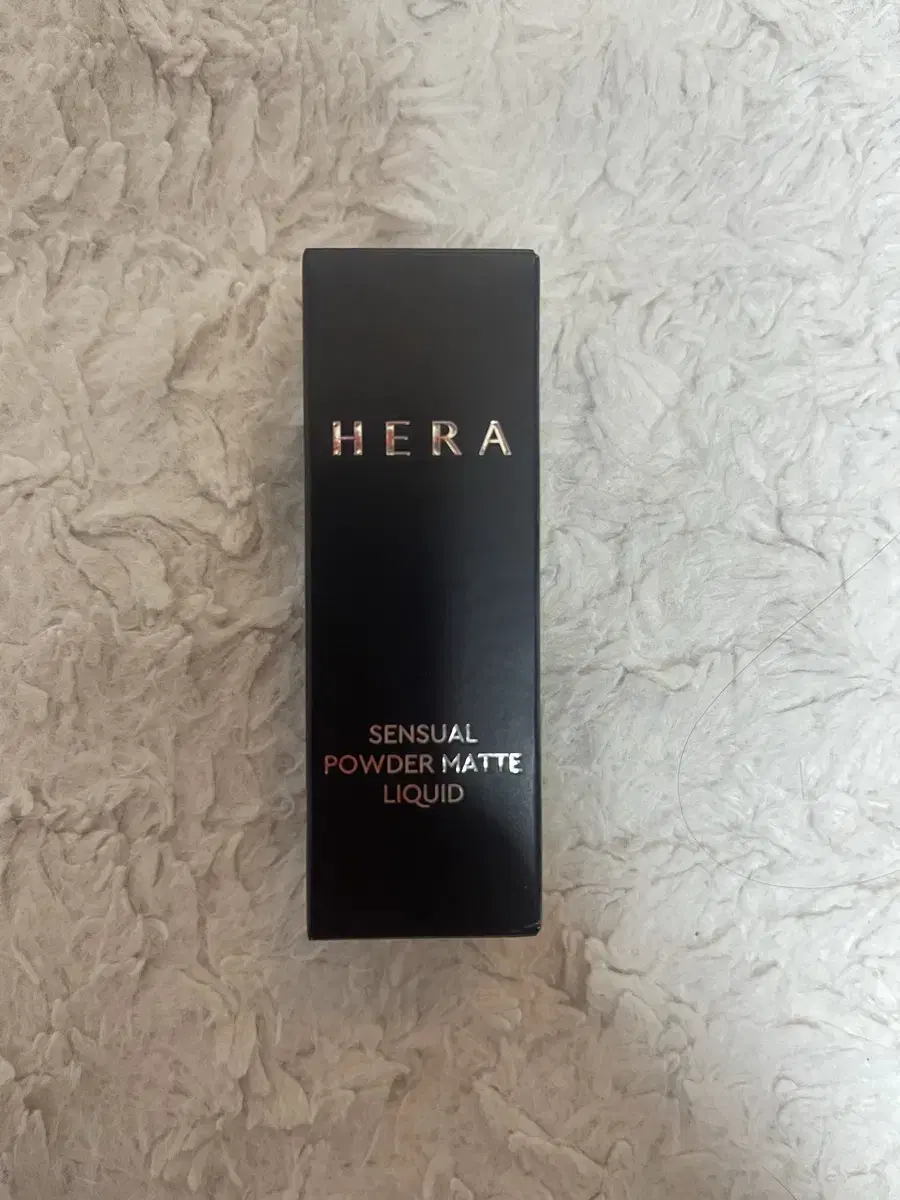 HERA
SENSUAL
POWDER MATTE
LIQUID